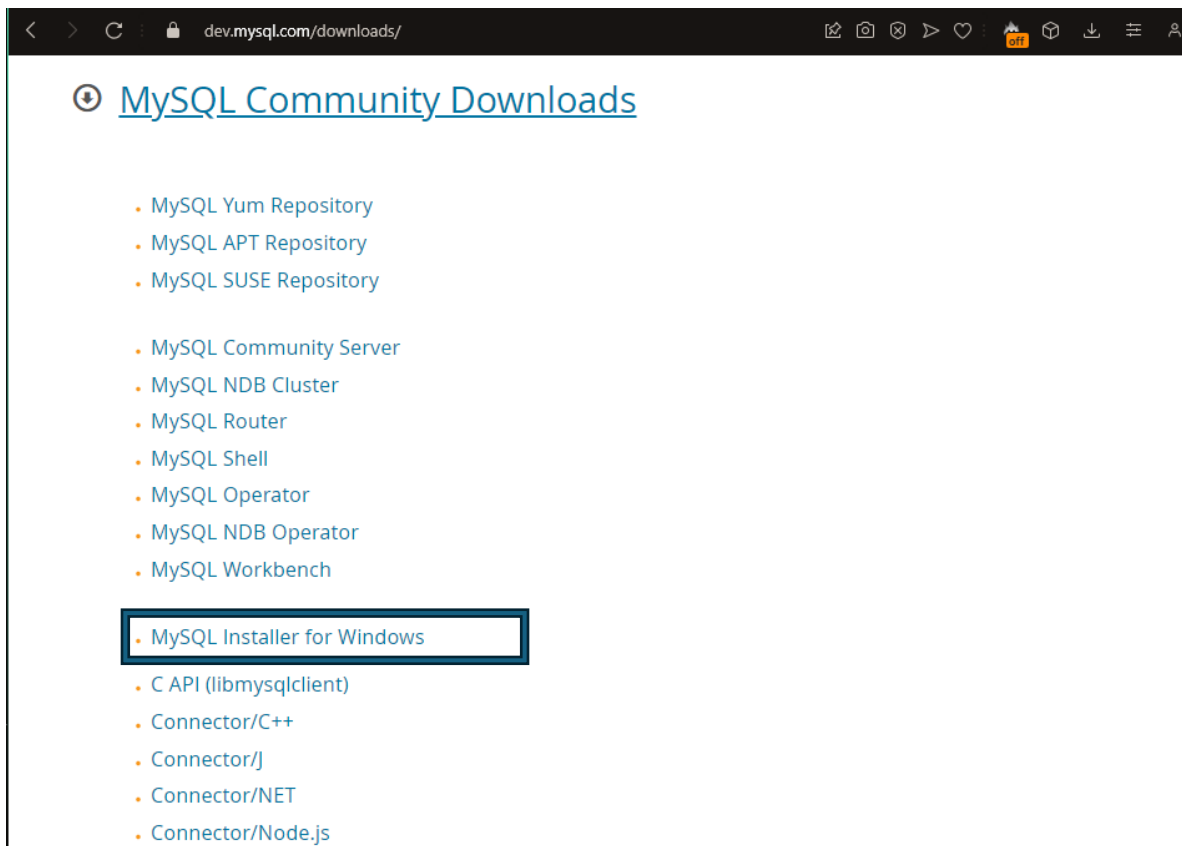 dev.mysql.com/downloads/
off
MySQL Community Downloads
MySQL Yum Repository
MySQL APT Repository
MySQL SUSE Repository
MySQL Community Server
MySQL NDB Cluster
MySQL Router
MySQL Shell
MySQL Operator
MySQL NDB Operator
MySQL Workbench
MySQL Installer for Windows
C API (libmysqlclient)
Connector/C++
Connector/J
Connector/NET
Connector/Node.js